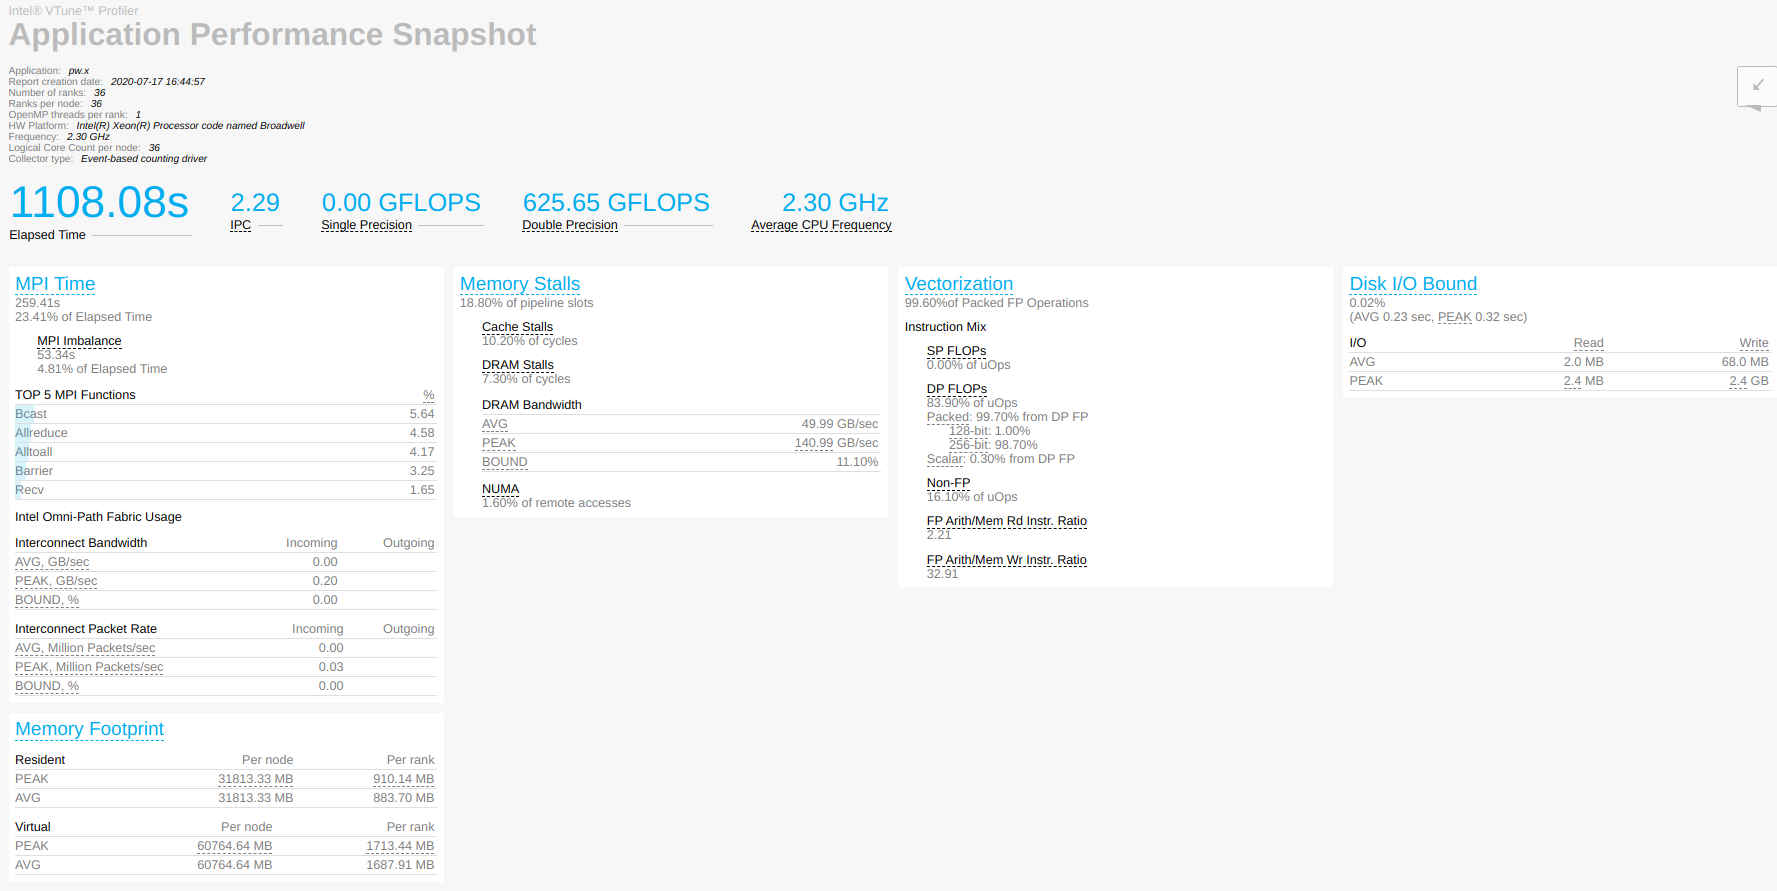 Intel® VTune™ Profiler
Application Performance Snapshot
Application: pw.x
Report creation date: 2020-07-17 16:44:57
Number of ranks: 36
Ranks per node: 36
OpenMP threads per rank: 1
HW Platform: Intel(R) Xeon(R) Processor code named Broadwell
Frequency: 2.30 GHz
Logical Core Count per node: 36
Collector type: Event-based counting driver
1108.08s
Elapsed Time
2.29
IPC
0.00 GFLOPS
Single Precision
625.65 GFLOPS
Double Precision
2.30 GHz
Average CPU Frequency
MPI Time
259.41s
23.41% of Elapsed Time
MPI Imbalance
53.34s
4.81% of Elapsed Time
TOP 5 MPI Functions %
Bcast 5.64
Allreduce 4.58
Alltoall 4.17
Barrier 3.25
Recv 1.65
Intel Omni-Path Fabric Usage
Interconnect Bandwidth Incoming Outgoing
AVG, GB/sec 0.00
PEAK, GB/sec 0.20
BOUND, % 0.00
Interconnect Packet Rate Incoming Outgoing
AVG, Million Packets/sec 0.00
PEAK, Million Packets/sec 0.03
BOUND, % 0.00
Memory Footprint
Resident Per node Per rank
PEAK 31813.33 MB 910.14 MB
AVG 31813.33 MB 883.70 MB
Virtual Per node Per rank
PEAK 60764.64 MB 1713.44 MB
AVG 60764.64 MB 1687.91 MB
Memory Stalls
18.80% of pipeline slots
Cache Stalls
10.20% of cycles
DRAM Stalls
7.30% of cycles
DRAM Bandwidth
AVG 49.99 GB/sec
PEAK 140.99 GB/sec
BOUND 11.10%
NUMA
1.60% of remote accesses
Vectorization
99.60%of Packed FP Operations
Instruction Mix
SP FLOPs
0.00% of uOps
DP FLOPs
83.90% of uOps
Packed: 99.70% from DP FP
128-bit: 1.00%
256-bit: 98.70%
Scalar: 0.30% from DP FP
Non-FP
16.10% of uOps
FP Arith/Mem Rd Instr. Ratio
2.21
FP Arith/Mem Wr Instr. Ratio
32.91
Disk I/O Bound
0.02%
(AVG 0.23 sec, PEAK 0.32 sec)
I/O Read Write
AVG 2.0 MB 68.0 MB
PEAK 2.4 MB 2.4 GB